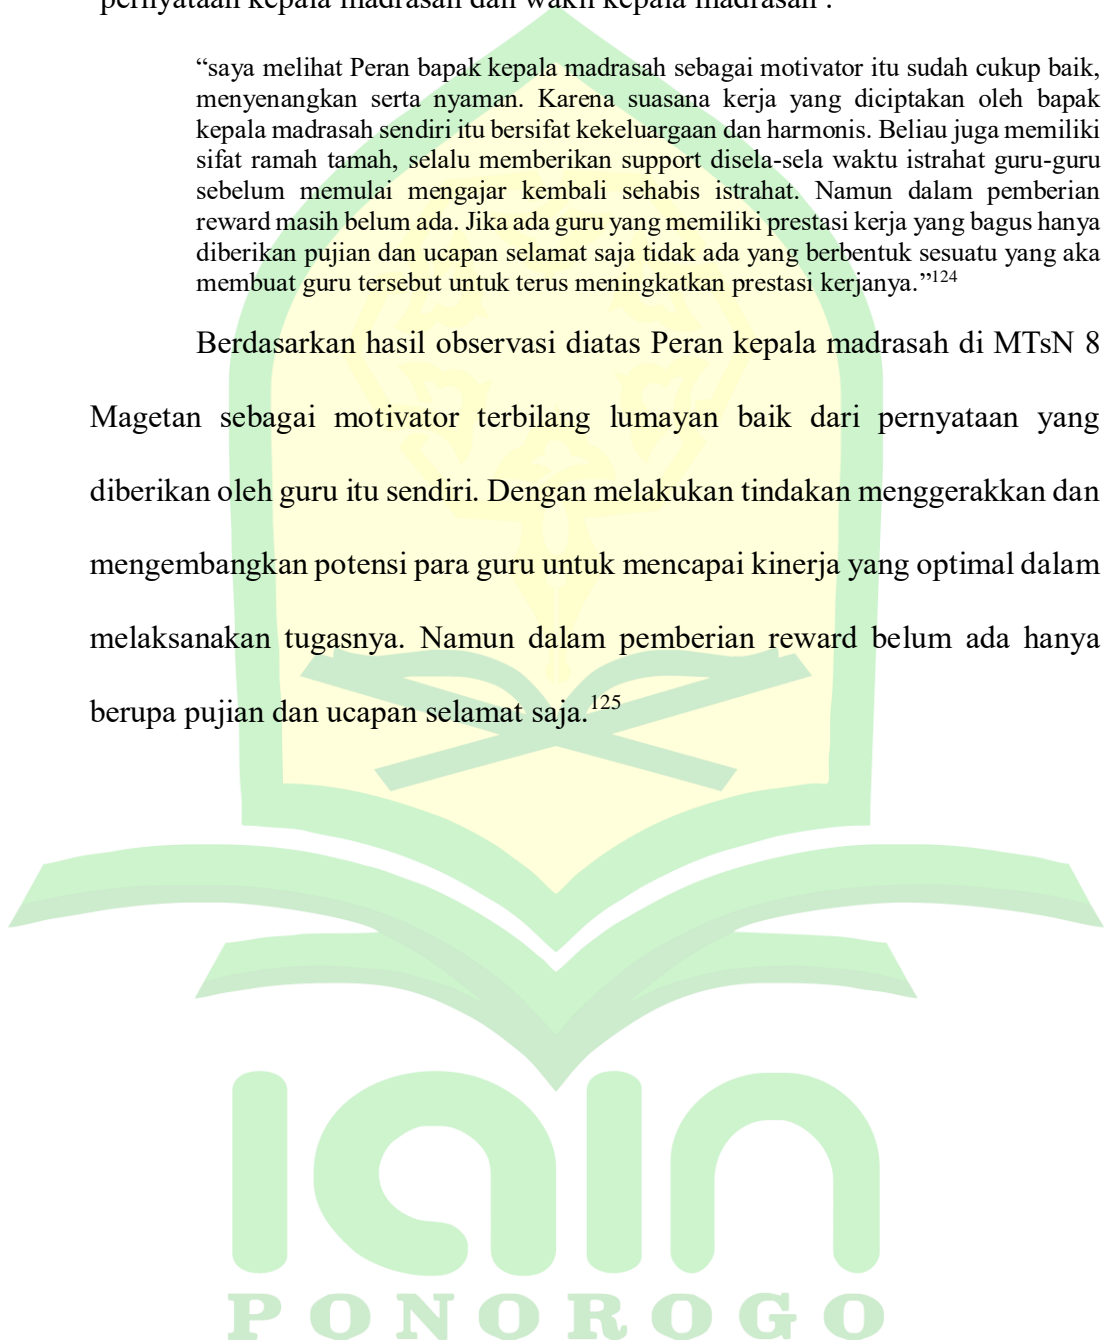 pernyataan kepala madrasah dan wakil kepala madrasah :
“saya melihat Peran bapak kepala madrasah sebagai motivator itu sudah cukup baik,
menyenangkan serta nyaman. Karena suasana kerja yang diciptakan oleh bapak
kepala madrasah sendiri itu bersifat kekeluargaan dan harmonis. Beliau juga memiliki
sifat ramah tamah, selalu memberikan support disela-sela waktu istrahat guru-guru
sebelum memulai mengajar kembali sehabis istrahat. Namun dalam pemberian
reward masih belum ada. Jika ada guru yang memiliki prestasi kerja yang bagus hanya
diberikan pujian dan ucapan selamat saja tidak ada yang berbentuk sesuatu yang aka
membuat guru tersebut untuk terus meningkatkan prestasi kerjanya.”124
Berdasarkan hasil observasi diatas Peran kepala madrasah di MTsN 8
Magetan sebagai motivator terbilang lumayan baik dari pernyataan yang
diberikan oleh guru itu sendiri. Dengan melakukan tindakan menggerakkan dan
mengembangkan potensi para guru untuk mencapai kinerja yang optimal dalam
melaksanakan tugasnya. Namun dalam pemberian reward belum ada hanya
berupa pujian dan ucapan selamat saja.125
iain
PONOROGO